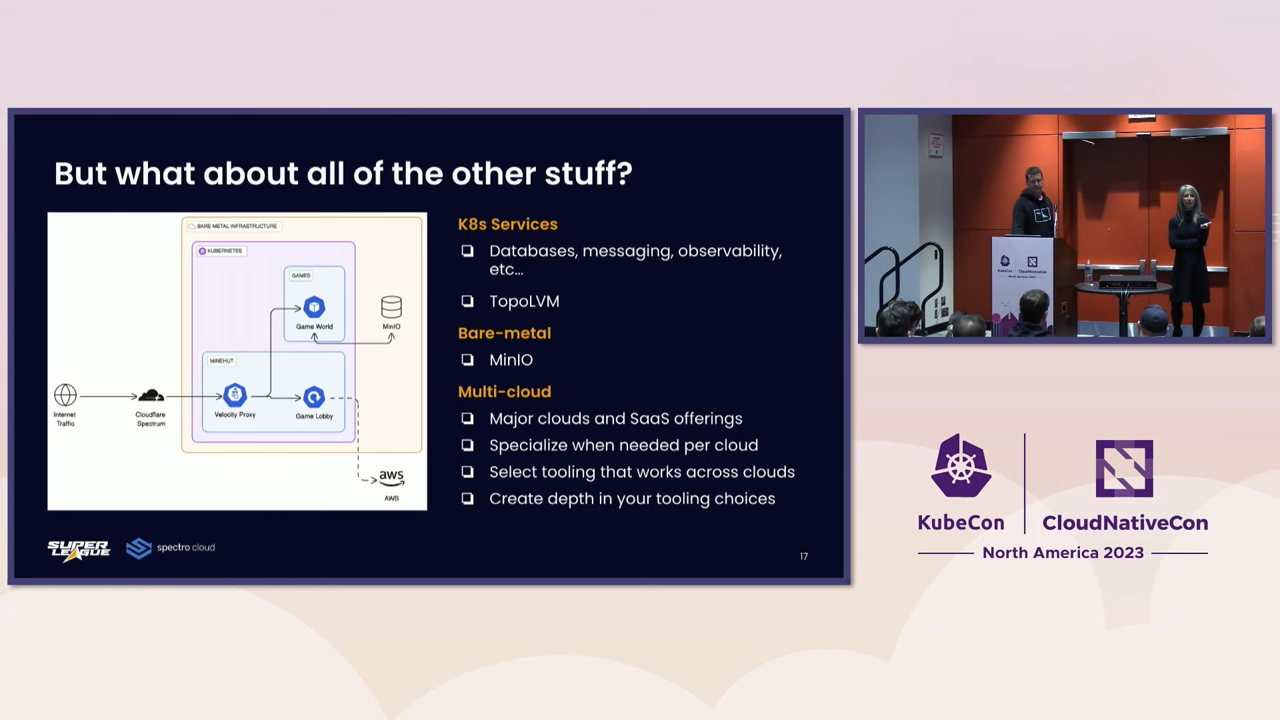 But what about all of the other stuff?
BARE METAL INFRASTRUCTURE
KUBERNETES
GAMES
Game World
MinIO
MINEHUT
Velocity Proxy
Game Lobby
Internet
Traffic
Cloudflare
Spectrum
aws
AWS
K8s Services
Databases, messaging, observability,
etc...
TopoLVM
Bare-metal
MinIO
Multi-cloud
Major clouds and SaaS offerings
Specialize when needed per cloud
Select tooling that works across clouds
Create depth in your tooling choices
SUPER
LEAGUE
spectro cloud
17
KubeCon
CloudNativeCon
North America 2023